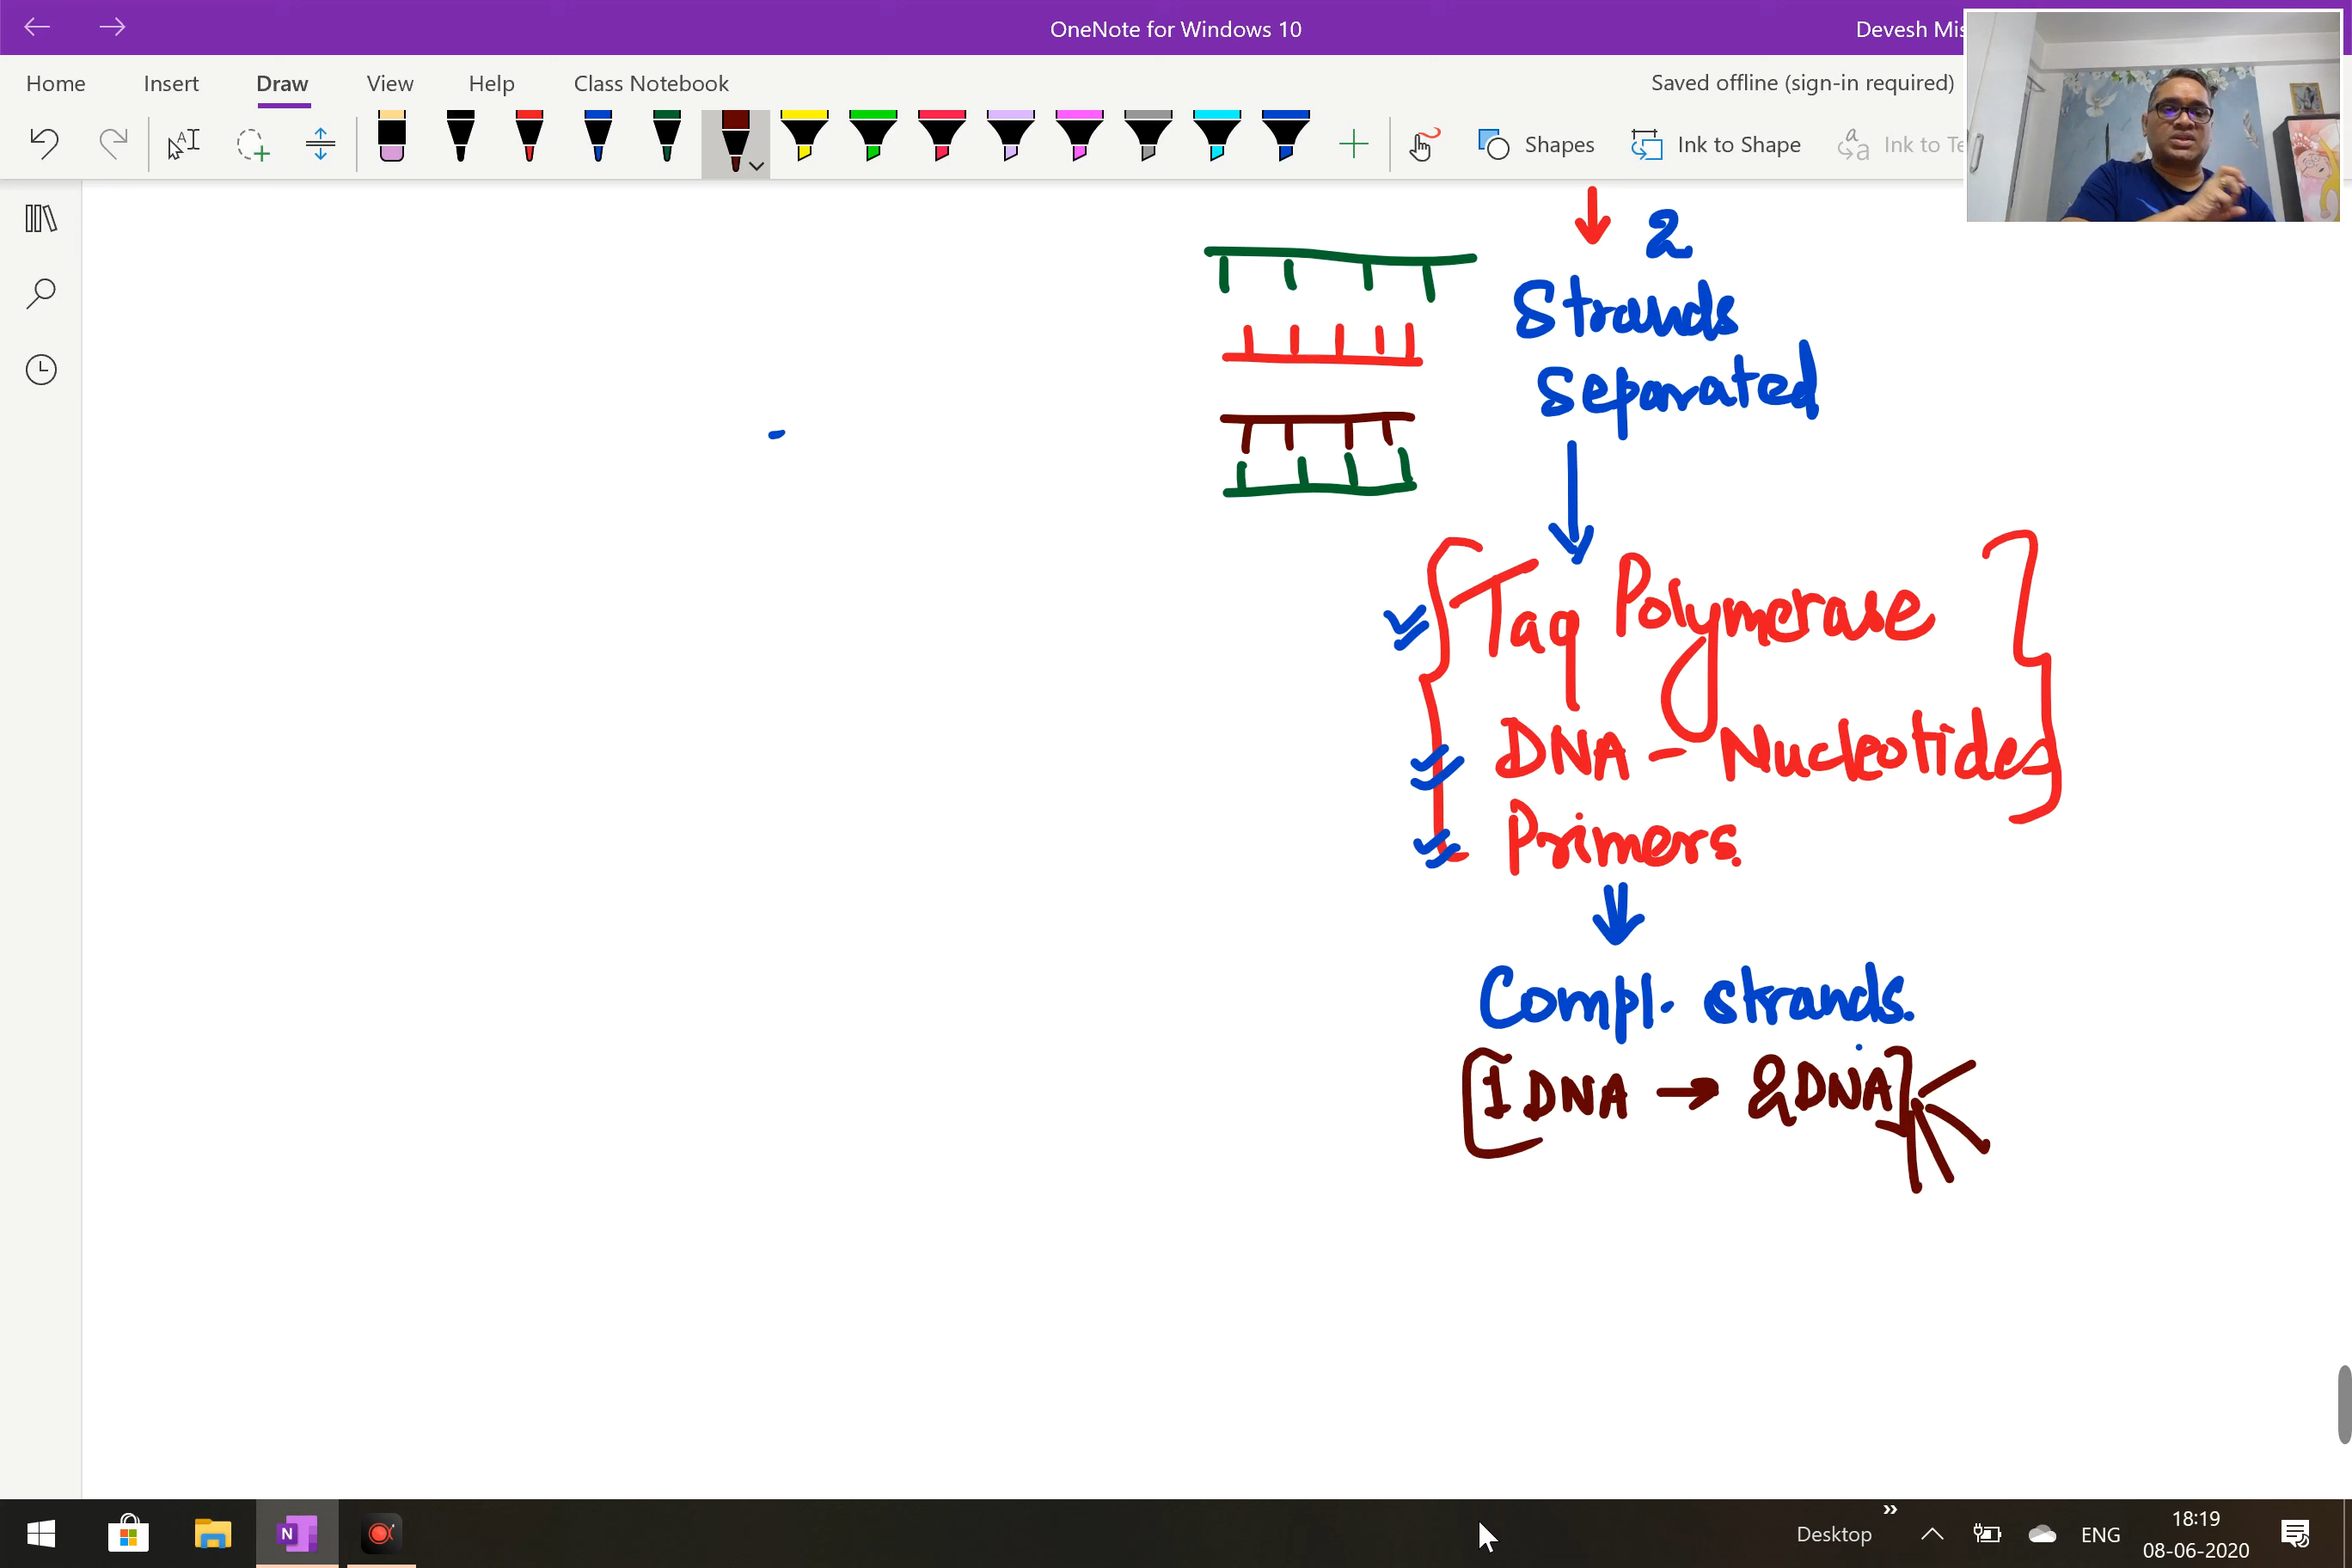 OneNote for Windows 10
Devesh Mis
Home Insert Draw View Help Class Notebook
Saved offline (sign-in required)
Shapes Ink to Shape Ink to Te
2
Strands
separated
Taq Polymerase
DNA - Nucleotides
Primers.
Compl. strands.
[1 DNA → 2 DNA]
Desktop
ENG
18:19
08-06-2020